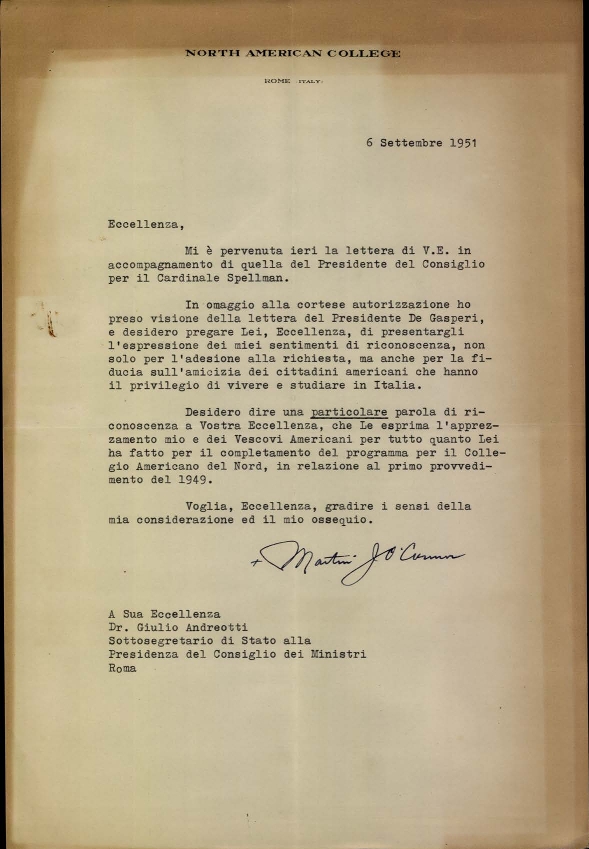 NORTH AMERICAN COLLEGE
ROME (ITALY)
6 Settembre 1951
Eccellenza,
Mi è pervenuta ieri la lettera di V.E. in
accompagnamento di quella del Presidente del Consiglio
per il Cardinale Spellman.
In omaggio alla cortese autorizzazione ho
preso visione della lettera del Presidente De Gasperi,
e desidero pregare Lei, Eccellenza, di presentargli
l'espressione dei miei sentimenti di riconoscenza, non
solo per l'adesione alla richiesta, ma anche per la fi-
ducia sull'amicizia dei cittadini americani che hanno
il privilegio di vivere e studiare in Italia.
Desidero dire una particolare parola di ri-
conoscenza a Vostra Eccellenza, che Le esprima l'apprez-
zamento mio e dei Vescovi Americani per tutto quanto Lei
ha fatto per il completamento del programma per il Colle-
gio Americano del Nord, in relazione al primo provvedi-
mento del 1949.
Voglia, Eccellenza, gradire i sensi della
mia considerazione ed il mio ossequio.
+ Martin J O'Connor
A Sua Eccellenza
Dr. Giulio Andreotti
Sottosegretario di Stato alla
Presidenza del Consiglio dei Ministri
Roma